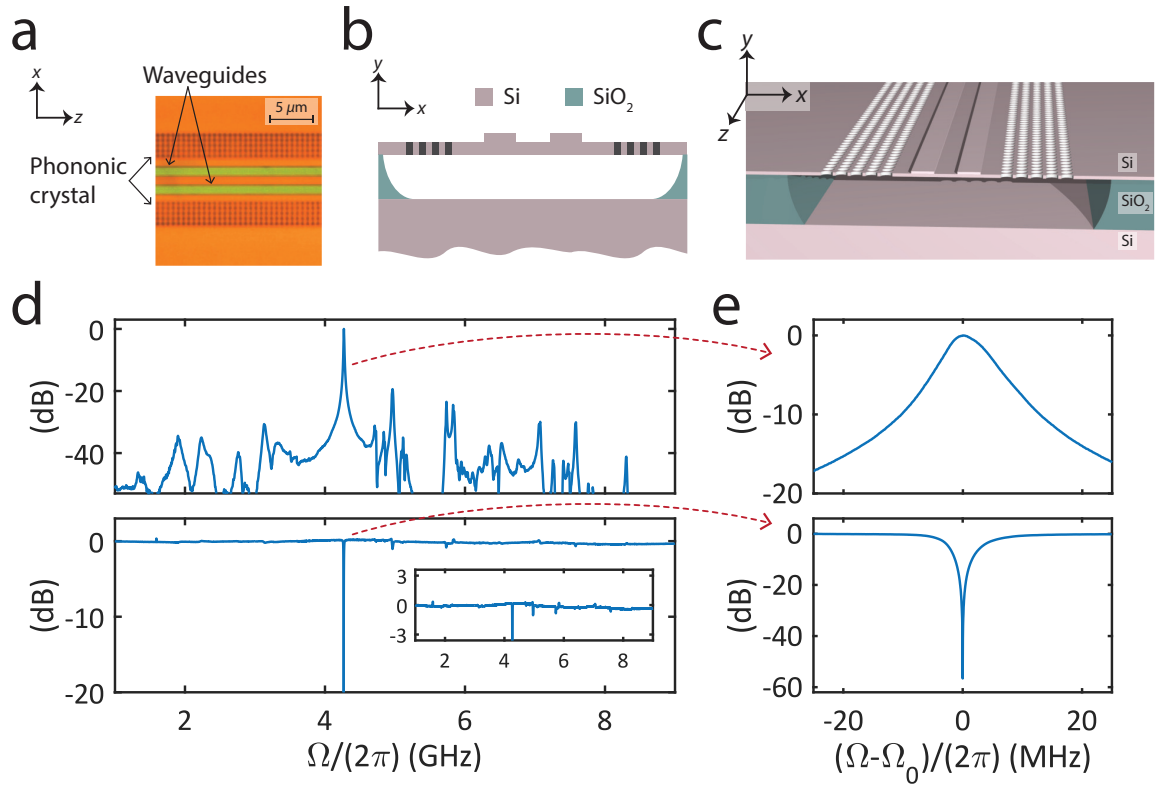 a
x
z
Waveguides
5 μm
Phononic
crystal
b
y
x
Si
SiO2
c
y
x
z
Si
SiO2
Si
d
0
-20
-40
(dB)
0
-10
-20
(dB)
3
0
-3
2 4 6 8
2 4 6 8
Ω/(2π) (GHz)
e
0
-10
-20
(dB)
0
-20
-40
-60
(dB)
-20 0 20
(Ω-Ω0)/(2π) (MHz)